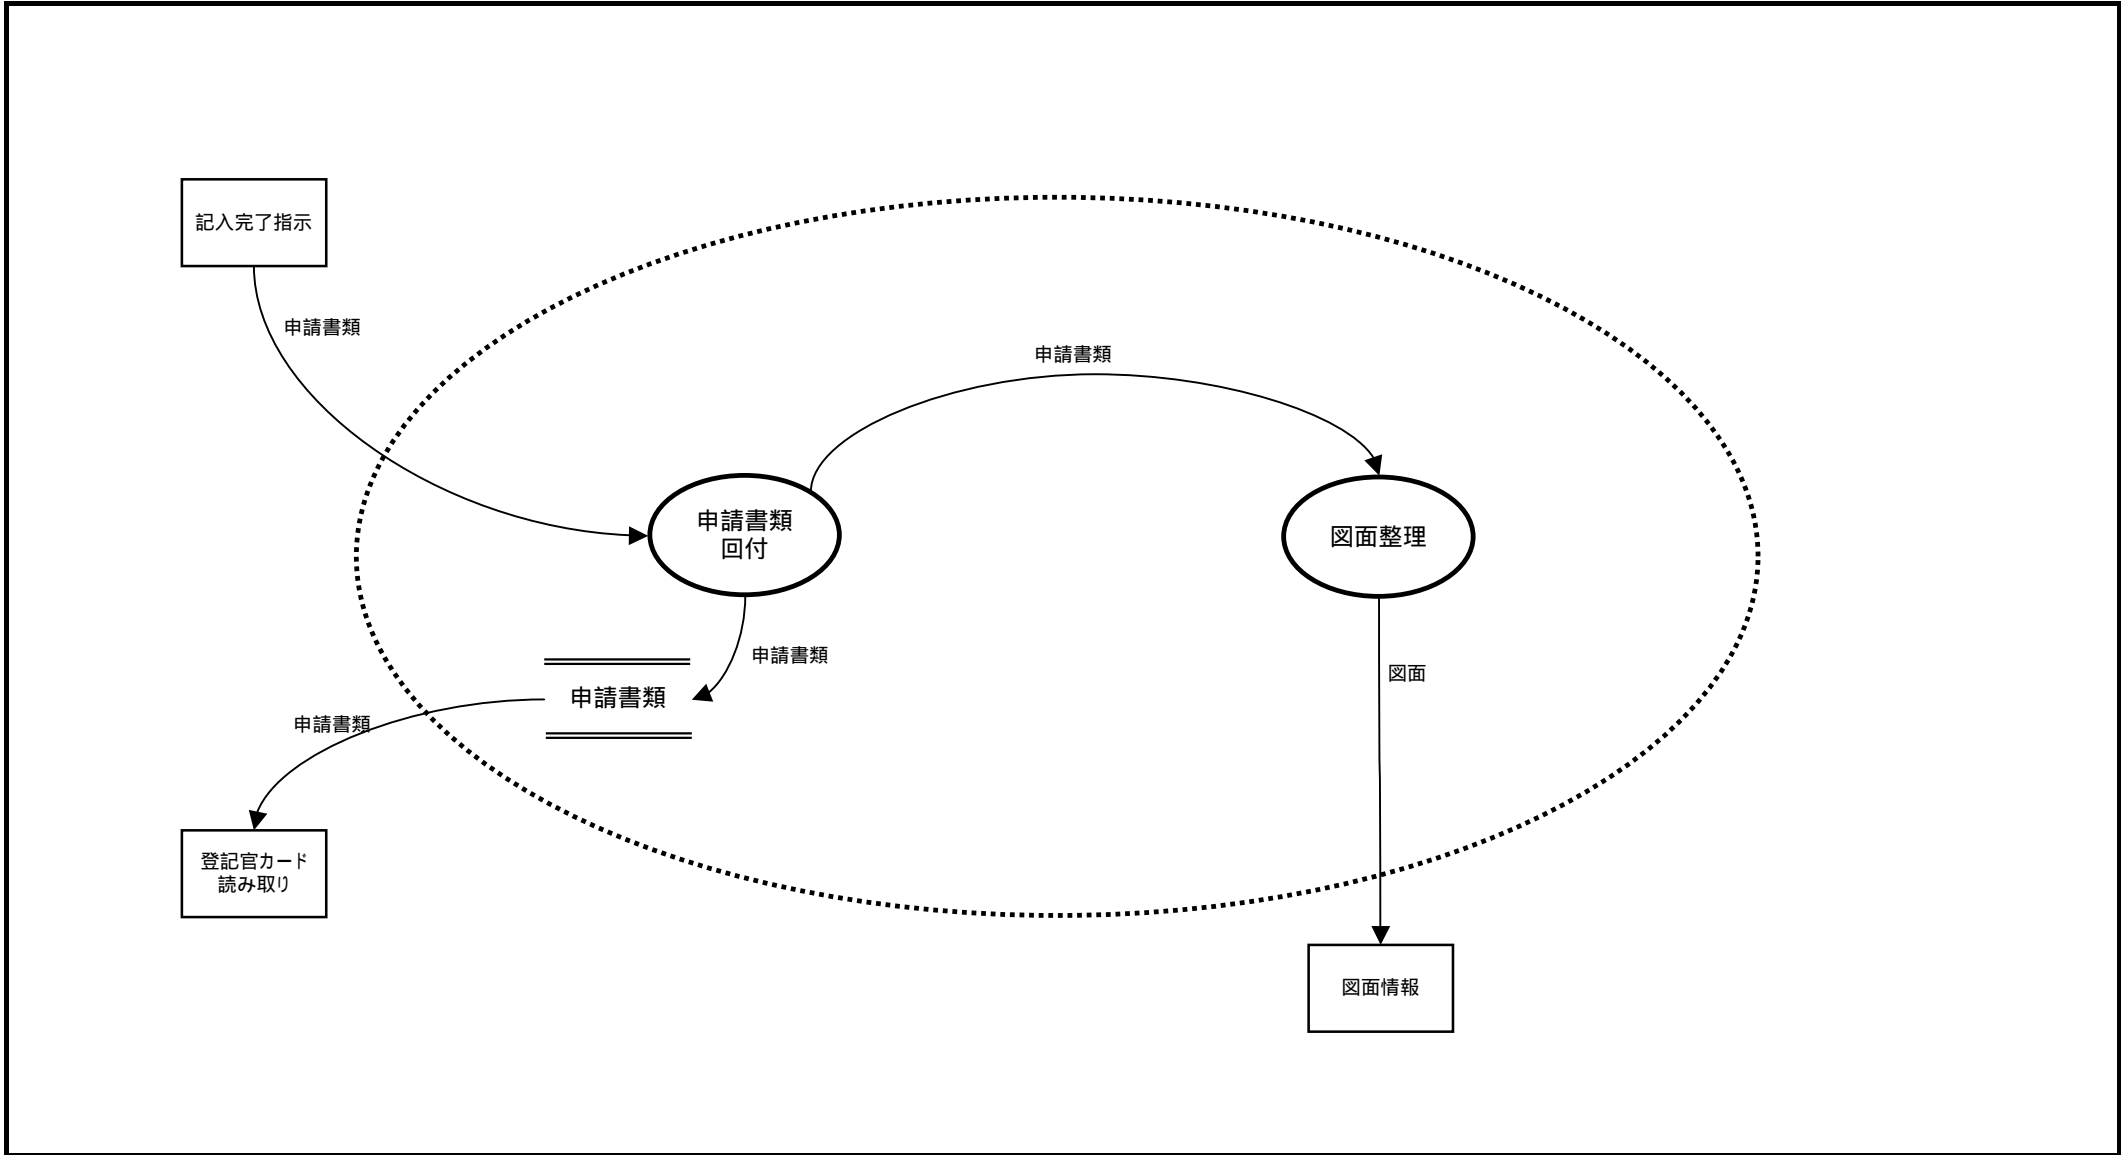 記入完了指示
申請書類
申請書類
申請書類
回付
図面整理
申請書類
図面
申請書類
申請書類
登記官カード
読み取り
図面情報